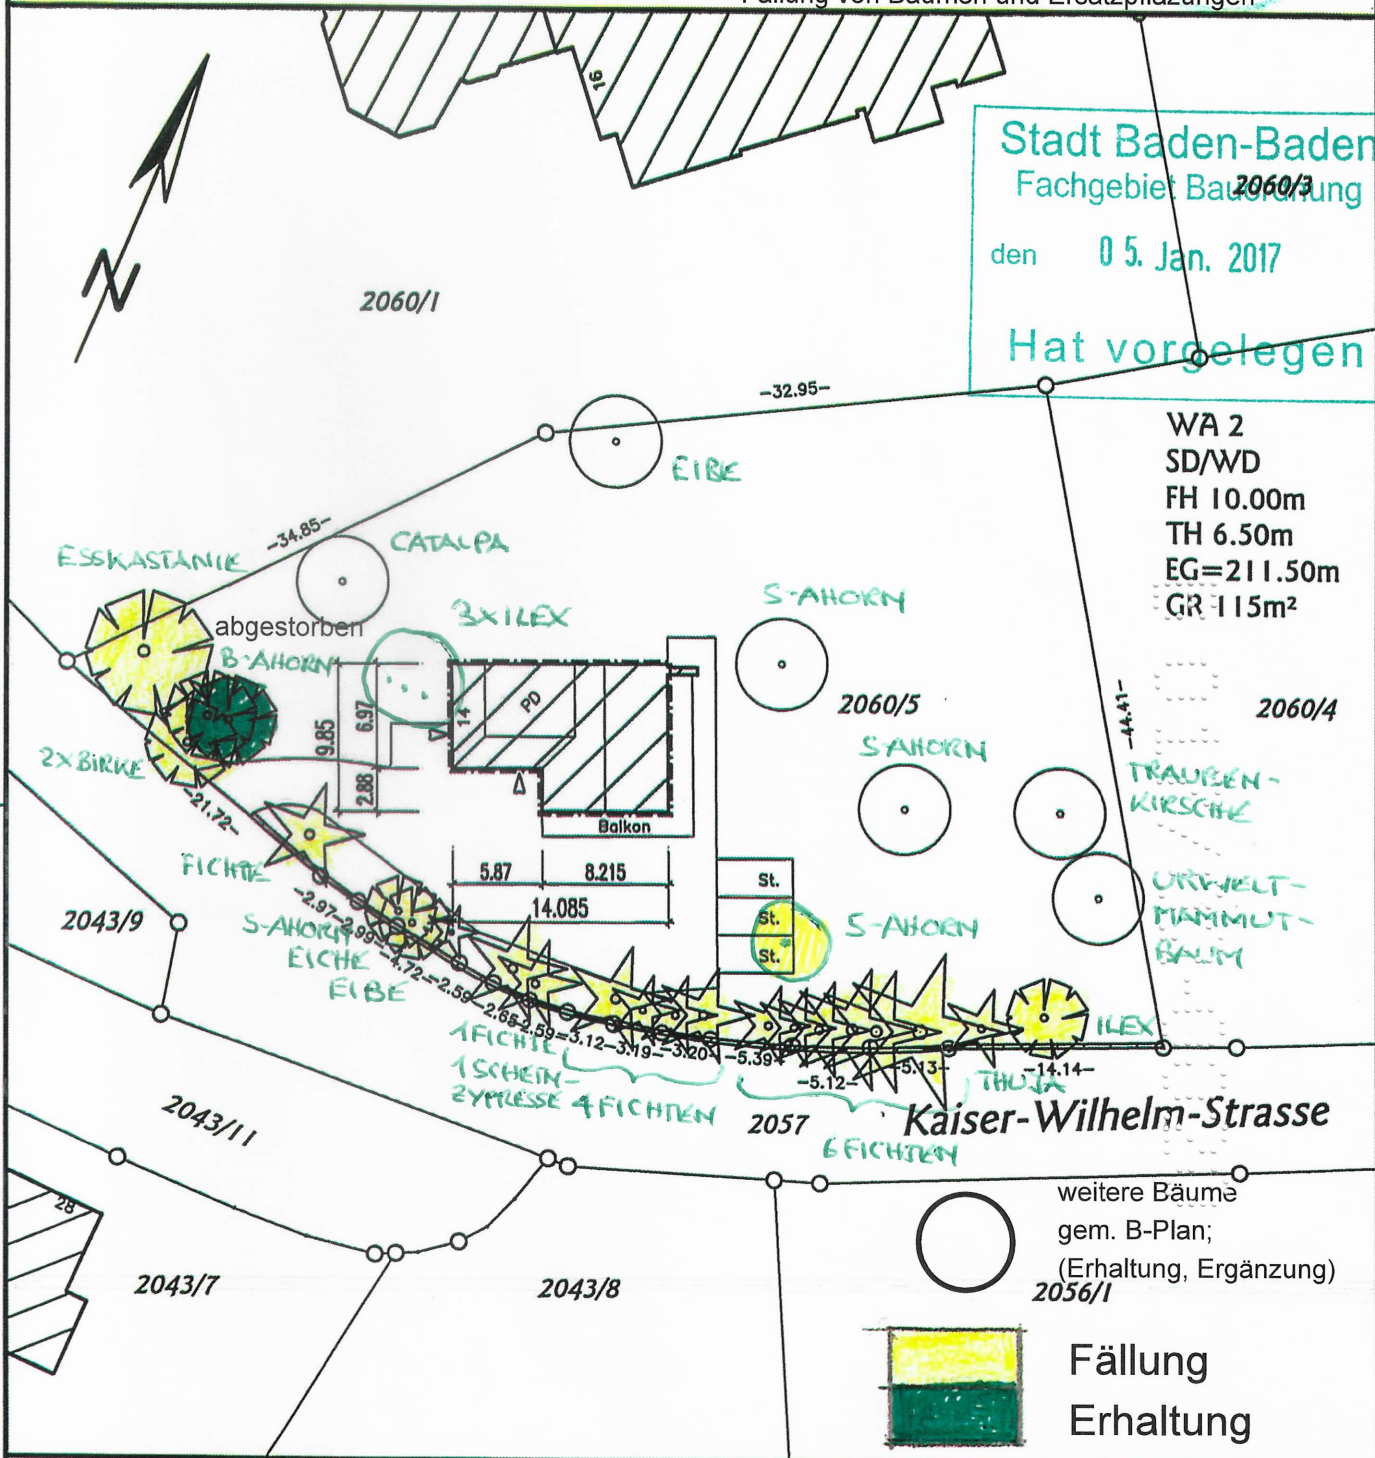 Fällung von Bäumen und Ersatzpflazungen
16
Stadt Baden-Baden
Fachgebiet Bauordnung
2060/3
den 05. Jan. 2017
Hat vorgelegen
N
2060/1
-32.95-
EIBE
WA 2
SD/WD
FH 10.00m
TH 6.50m
EG=211.50m
GR 115m²
-34.85-
CATALPA
ESSKASTANIE
abgestorben
3XILEX
S-AHORN
B-AHORN
PD
14
2060/5
2060/4
-44.41-
9.85
6.97
2.88
S-AHORN
2XBIRKE
-21.72-
TRAUBEN-
KIRSCHE
Balkon
FICHTE
5.87
8.215
14.085
St.
St.
St.
S-AHORN
URWELT-
MAMMUT-
BAUM
2043/9
-2.97-
-2.99-
S-AHORN
EICHE
EIBE
-4.72-
-2.59-
-2.65-
-2.59-
-3.12-
-3.19-
-3.20-
-5.39-
-5.12-
-5.13-
-14.14-
ILEX
1 FICHTE
1 SCHEIN-
ZYPRESSE
4 FICHTEN
THUJA
2043/11
2057
Kaiser-Wilhelm-Strasse
6 FICHTEN
28
weitere Bäume
gem. B-Plan;
(Erhaltung, Ergänzung)
2043/7
2043/8
2056/1
Fällung
Erhaltung